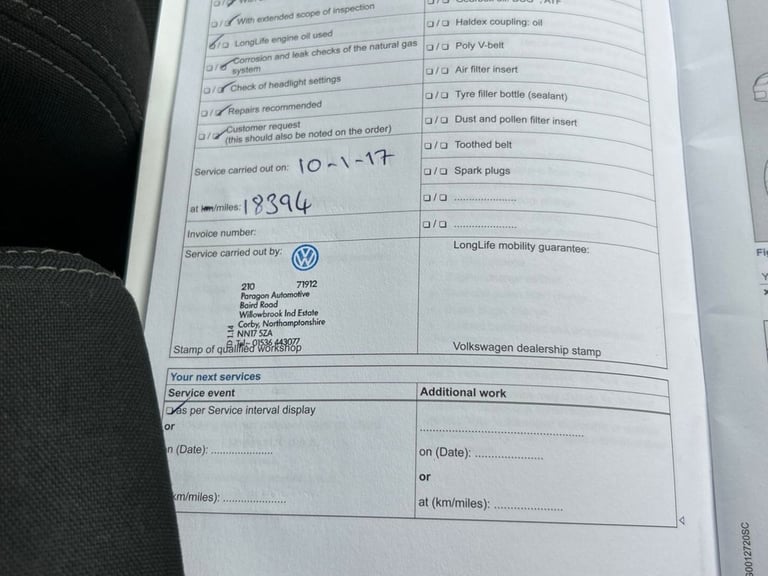 With extended scope of inspection
LongLife engine oil used
Corrosion and leak checks of the natural gas
system
Check of headlight settings
Repairs recommended
Customer request
(this should also be noted on the order)
Service carried out on: 10-1-17
at km/miles: 18394
Invoice number:
Service carried out by:
210 71912
Paragon Automotive
Baird Road
Willowbrook Ind Estate
Corby, Northamptonshire
NN17 5ZA
Tel- 01536 443077
Stamp of qualified workshop
Haldex coupling: oil
Poly V-belt
Air filter insert
Tyre filler bottle (sealant)
Dust and pollen filter insert
Toothed belt
Spark plugs
LongLife mobility guarantee:
Volkswagen dealership stamp
Your next services
Service event
as per Service interval display
or
n (Date): ....................
km/miles): ....................
Additional work
on (Date): ....................
or
at (km/miles): ....................